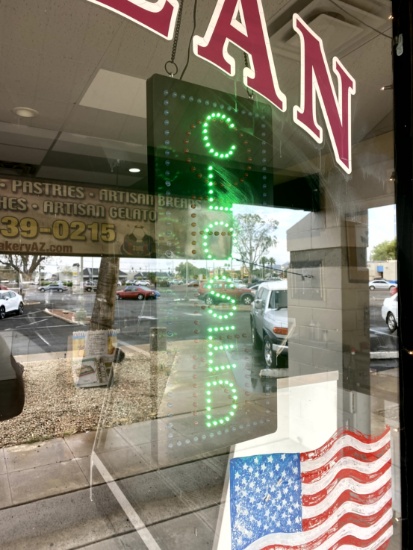 EAN
CLOSED
• PASTRIES • ARTISAN BREA
HES • ARTISAN GELATO
39-0215
akeryAZ.com